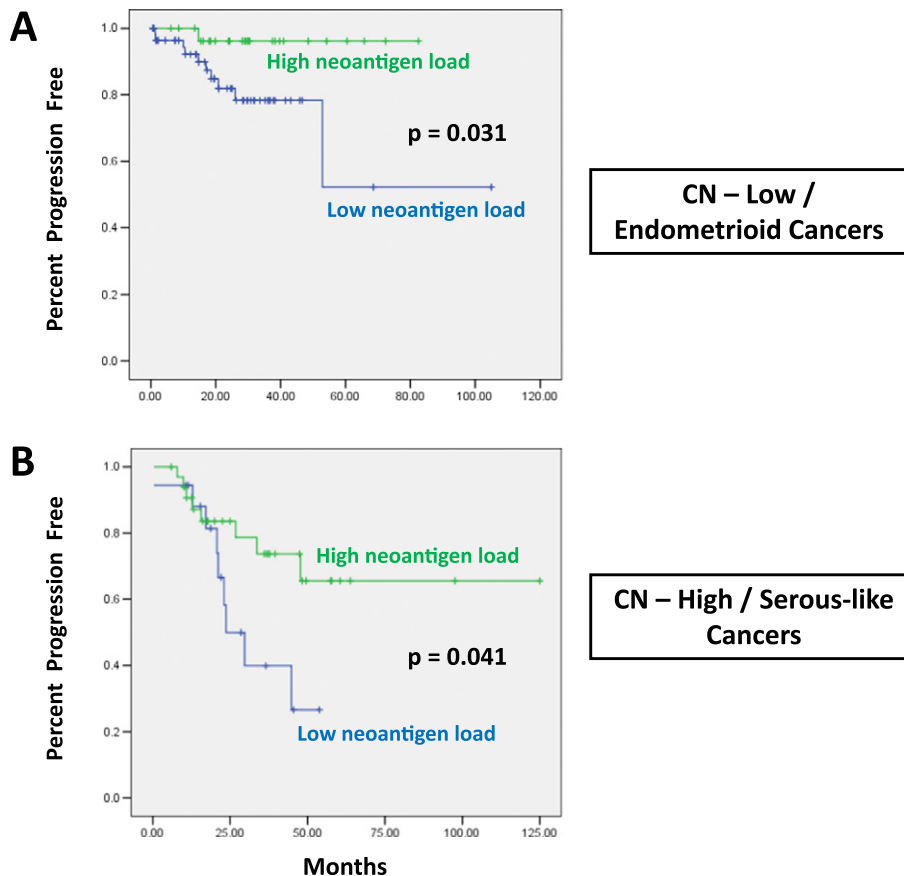 A
Percent Progression Free
1.0
0.8
0.6
0.4
0.2
0.0
High neoantigen load
p = 0.031
Low neoantigen load
0.00 20.00 40.00 60.00 80.00 100.00 120.00
CN – Low /
Endometrioid Cancers
B
Percent Progression Free
1.0
0.8
0.6
0.4
0.2
0.0
High neoantigen load
p = 0.041
Low neoantigen load
0.00 25.00 50.00 75.00 100.00 125.00
Months
CN – High / Serous-like
Cancers